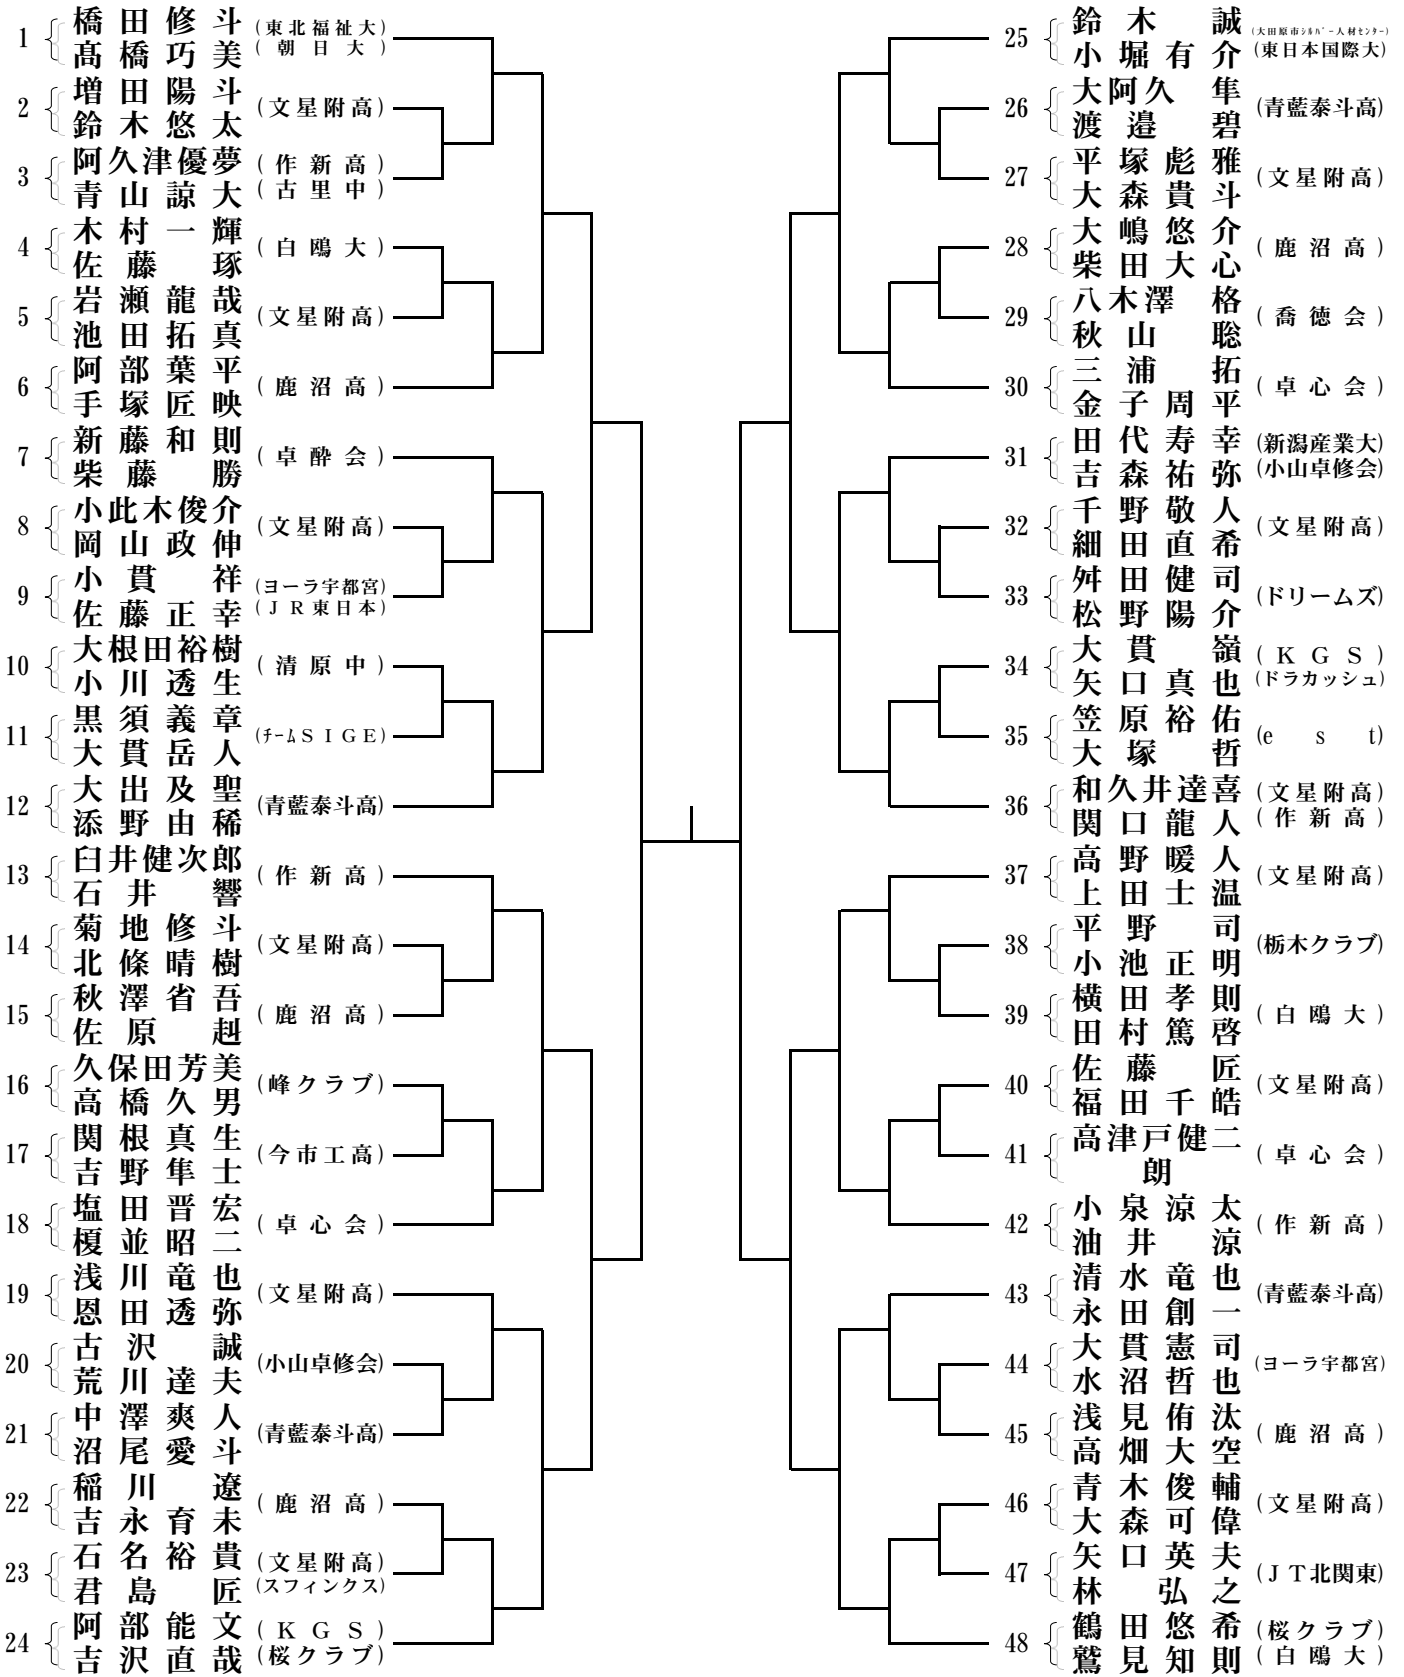 1 橋田修斗 (東北福祉大)
髙橋巧美 (朝日大)
2 増田陽斗 (文星附高)
鈴木悠太
3 阿久津優夢 (作新高)
青山諒大 (古里中)
4 木村一輝 (白鴎大)
佐藤琢
5 岩瀬龍哉 (文星附高)
池田拓真
6 阿部葉平 (鹿沼高)
手塚匠映
7 新藤和則 (卓酔会)
柴藤勝
8 小此木俊介 (文星附高)
岡山政伸
9 小貫祥 (ヨーラ宇都宮)
佐藤正幸 (ＪＲ東日本)
10 大根田裕樹 (清原中)
小川透生
11 黒須義章 (ﾁｰﾑＳＩＧＥ)
大貫岳人
12 大出及聖 (青藍泰斗高)
添野由稀
13 臼井健次郎 (作新高)
石井響
14 菊地修斗 (文星附高)
北條晴樹
15 秋澤省吾 (鹿沼高)
佐原赳
16 久保田芳美 (峰クラブ)
高橋久男
17 関根真生 (今市工高)
吉野隼士
18 塩田晋宏 (卓心会)
榎並昭二
19 浅川竜也 (文星附高)
恩田透弥
20 古沢誠 (小山卓修会)
荒川達夫
21 中澤爽人 (青藍泰斗高)
沼尾愛斗
22 稲川遼 (鹿沼高)
吉永育未
23 石名裕貴 (文星附高)
君島匠 (スフィンクス)
24 阿部能文 (ＫＧＳ)
吉沢直哉 (桜クラブ)
25 鈴木誠 (大田原市ｼﾙﾊﾞｰ人材ｾﾝﾀｰ)
小堀有介 (東日本国際大)
26 大阿久隼 (青藍泰斗高)
渡邉碧
27 平塚彪雅 (文星附高)
大森貴斗
28 大嶋悠介 (鹿沼高)
柴田大心
29 八木澤格 (喬徳会)
秋山聡
30 三浦拓 (卓心会)
金子周平
31 田代寿幸 (新潟産業大)
吉森祐弥 (小山卓修会)
32 千野敬人 (文星附高)
細田直希
33 舛田健司 (ドリームズ)
松野陽介
34 大貫嶺 (ＫＧＳ)
矢口真也 (ドラカッシュ)
35 笠原裕佑 (est)
大塚哲
36 和久井達喜 (文星附高)
関口龍人 (作新高)
37 高野暖人 (文星附高)
上田士温
38 平野司 (栃木クラブ)
小池正明
39 横田孝則 (白鴎大)
田村篤啓
40 佐藤匠 (文星附高)
福田千皓
41 高津戸健二 (卓心会)
朗
42 小泉涼太 (作新高)
油井涼
43 清水竜也 (青藍泰斗高)
永田創一
44 大貫憲司 (ヨーラ宇都宮)
水沼哲也
45 浅見侑汰 (鹿沼高)
高畑大空
46 青木俊輔 (文星附高)
大森可偉
47 矢口英夫 (ＪＴ北関東)
林弘之
48 鶴田悠希 (桜クラブ)
鷲見知則 (白鴎大)